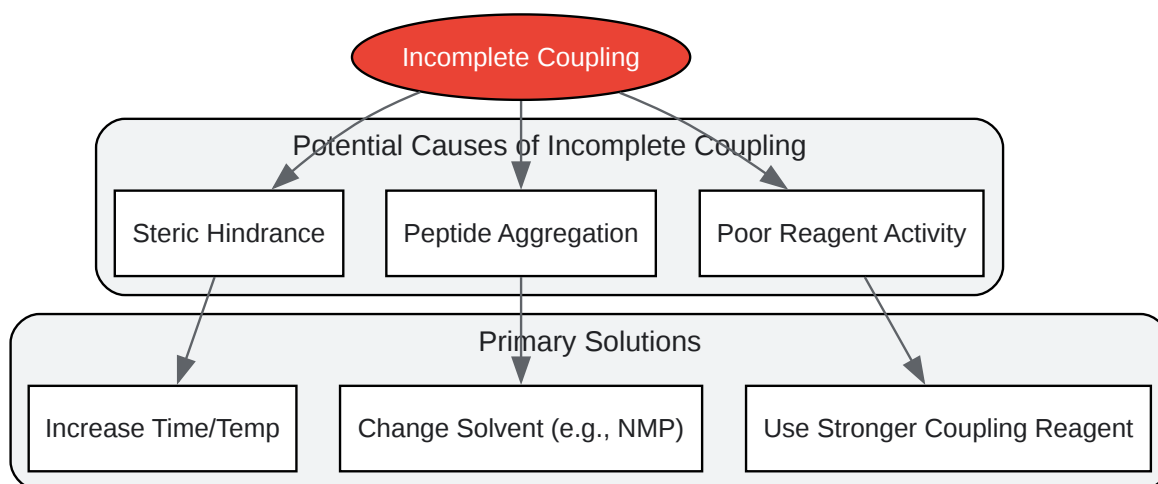 Incomplete Coupling
Potential Causes of Incomplete Coupling
Steric Hindrance
Peptide Aggregation
Poor Reagent Activity
Primary Solutions
Increase Time/Temp
Change Solvent (e.g., NMP)
Use Stronger Coupling Reagent